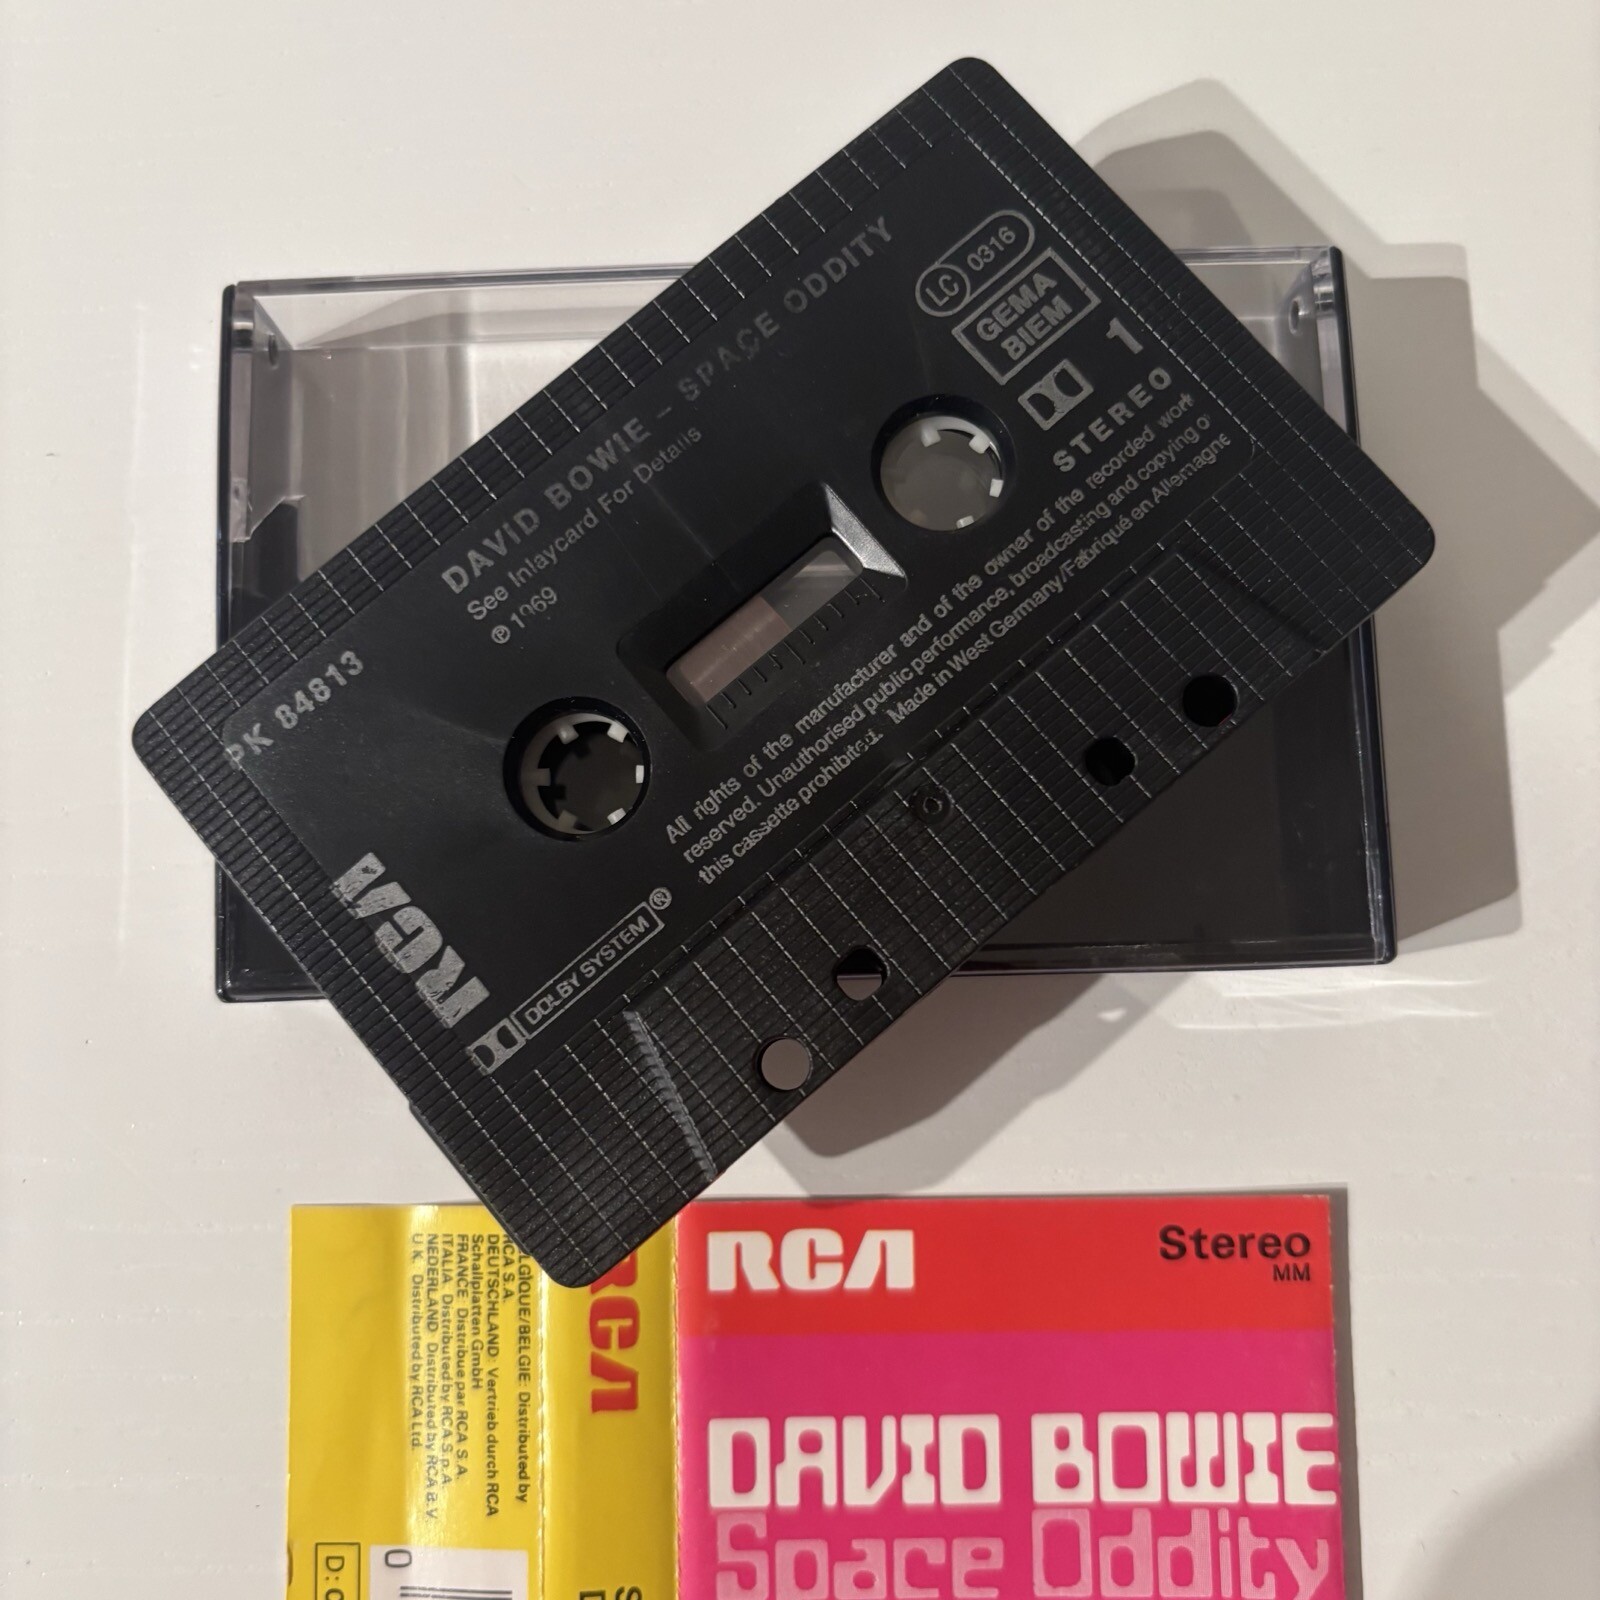 DAVID BOWIE – SPACE ODDITY
See Inlaycard For Details
℗ 1969
PK 84813
LC 0316
GEMA
BIEM
1
STEREO
RCA
DOLBY SYSTEM®
All rights of the manufacturer and of the owner of the recorded work
reserved. Unauthorised public performance, broadcasting and copying of
this cassette prohibited. Made in West Germany/Fabriqué en Allemagne
RCA
Stereo
MM
DAVID BOWIE
Space Oddity
RCA
Distributed by
RCA S.A.
DEUTSCHLAND: Vertrieb durch RCA
Schallplatten GmbH
FRANCE: Distribue par RCA S.A.
ITALIA: Distributed by RCA S.p.A.
NEDERLAND: Distributed by RCA B.V.
U.K. Distributed by RCA Ltd.
0
D: